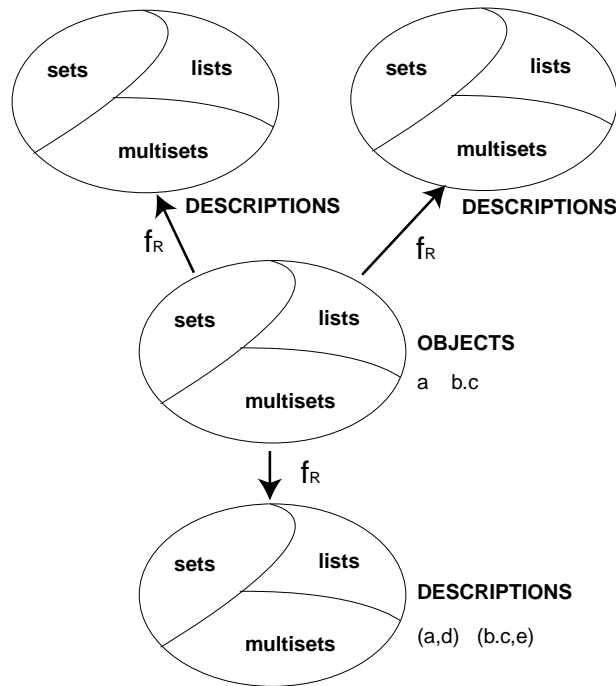 sets lists
multisets
sets lists
multisets
DESCRIPTIONS
DESCRIPTIONS
fR
fR
sets lists
multisets
OBJECTS
a b.c
fR
sets lists
multisets
DESCRIPTIONS
(a,d) (b.c,e)